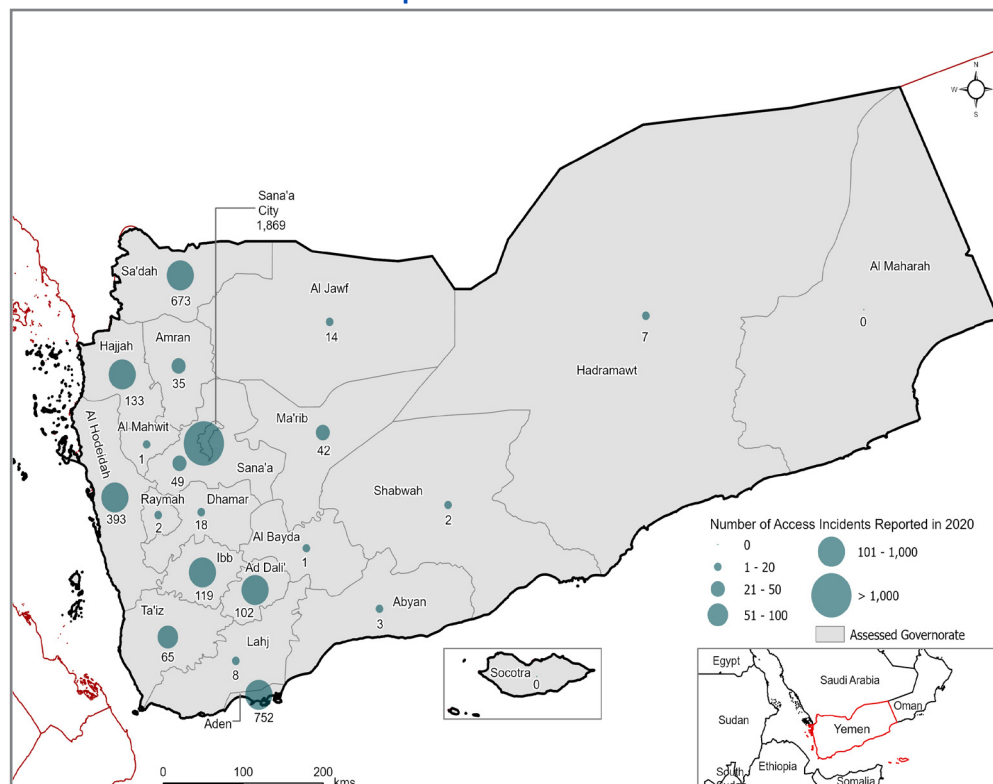 N
W
S
Sana'a
City
1,869
Sa'dah
673
Al Jawf
14
Al Maharah
0
7
Hadramawt
Hajjah
133
Amran
35
Al Mahwit
1
Al Hodeidah
393
Ma'rib
42
49
Sana'a
Raymah
2
Dhamar
18
Shabwah
2
Al Bayda
1
Ibb
119
Ad Dali'
102
Abyan
3
Ta'iz
65
Lahj
8
Aden
752
Socotra
0
Number of Access Incidents Reported in 2020
0
1 - 20
21 - 50
51 - 100
101 - 1,000
> 1,000
Assessed Governorate
Egypt
Saudi Arabia
Oman
Sudan
Yemen
Ethiopia
South
Somalia
0 100 200
kms